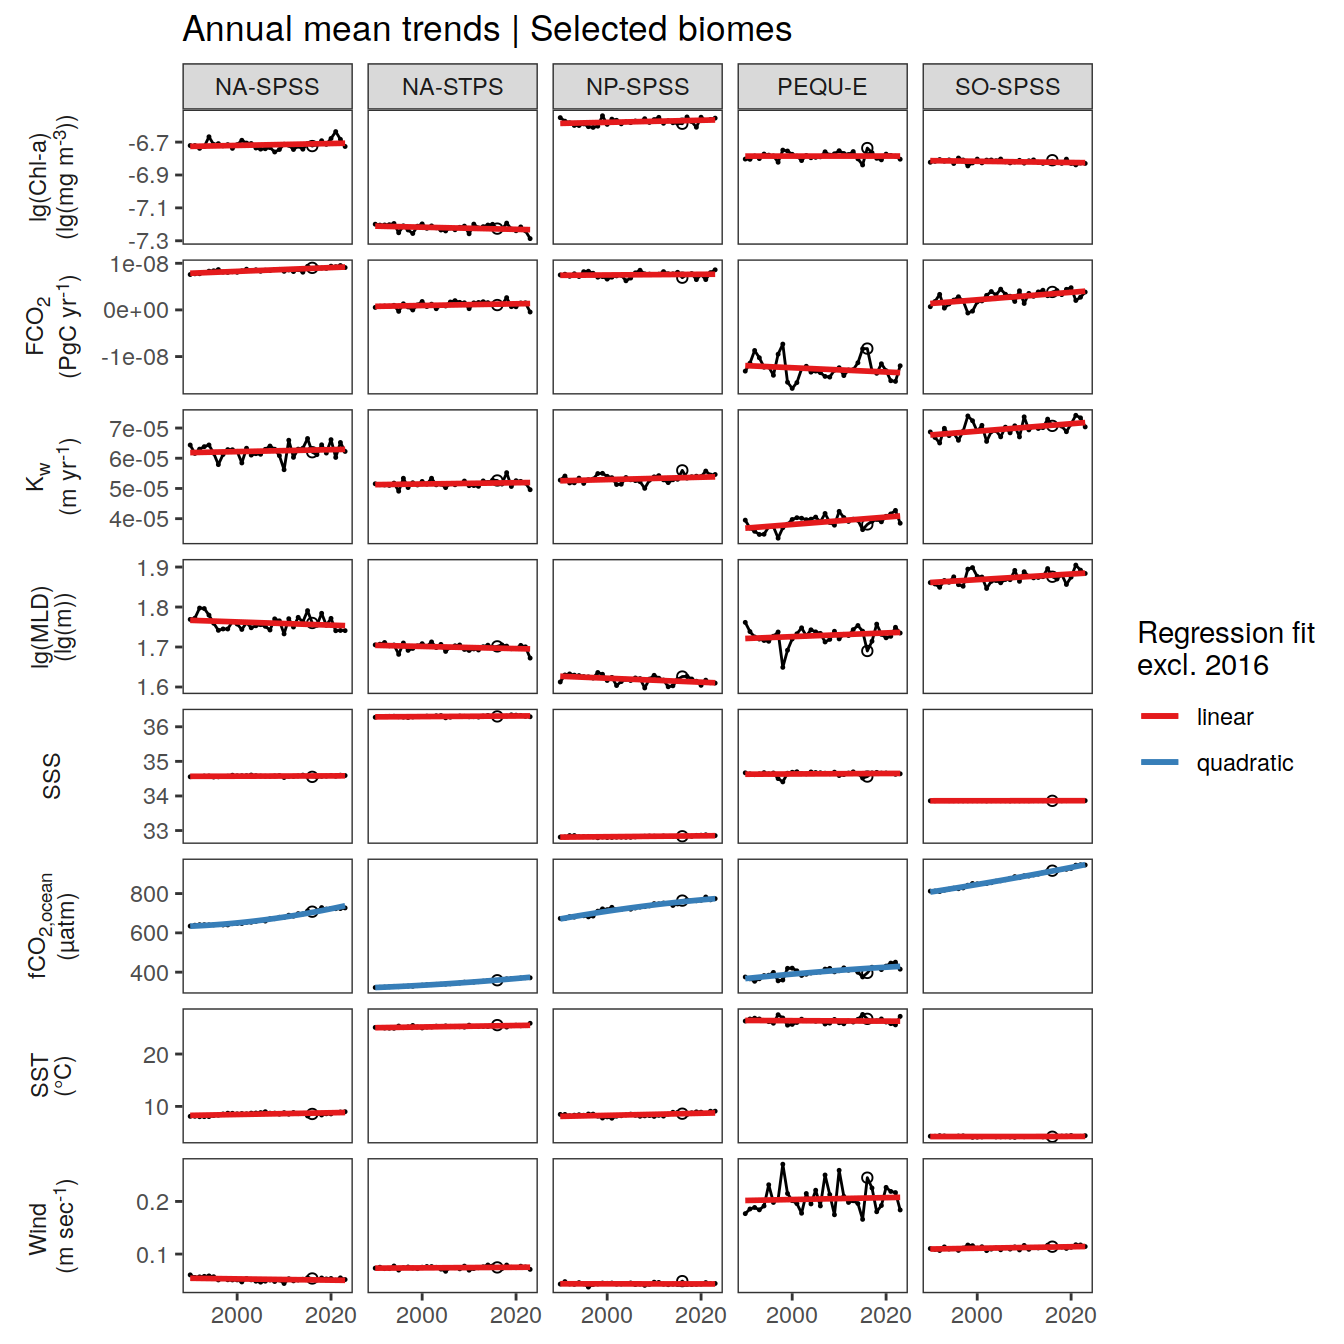 Annual mean trends | Selected biomes
NA-SPSS NA-STPS NP-SPSS PEQU-E SO-SPSS
lg(Chl-a)
(lg(mg m⁻³))
-6.7
-6.9
-7.1
-7.3
FCO₂
(PgC yr⁻¹)
1e-08
0e+00
-1e-08
K_w
(m yr⁻¹)
7e-05
6e-05
5e-05
4e-05
lg(MLD)
(lg(m))
1.9
1.8
1.7
1.6
SSS
36
35
34
33
fCO₂,ocean
(µatm)
800
600
400
SST
(°C)
20
10
Wind
(m sec⁻¹)
0.2
0.1
2000 2020 2000 2020 2000 2020 2000 2020 2000 2020
Regression fit
excl. 2016
linear
quadratic